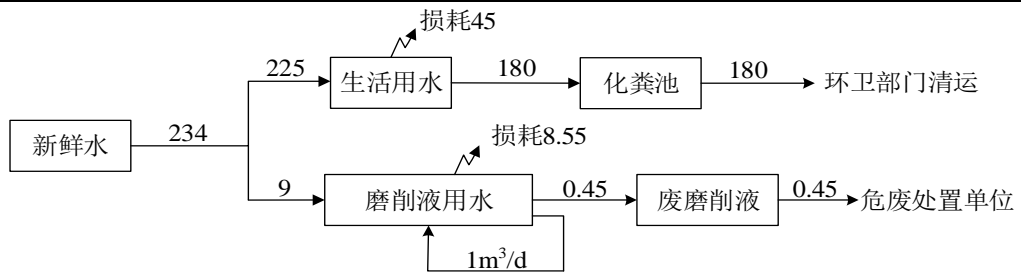 损耗45
225
生活用水
180
化粪池
180
环卫部门清运
新鲜水
234
损耗8.55
9
磨削液用水
0.45
废磨削液
0.45
危废处置单位
1m³/d